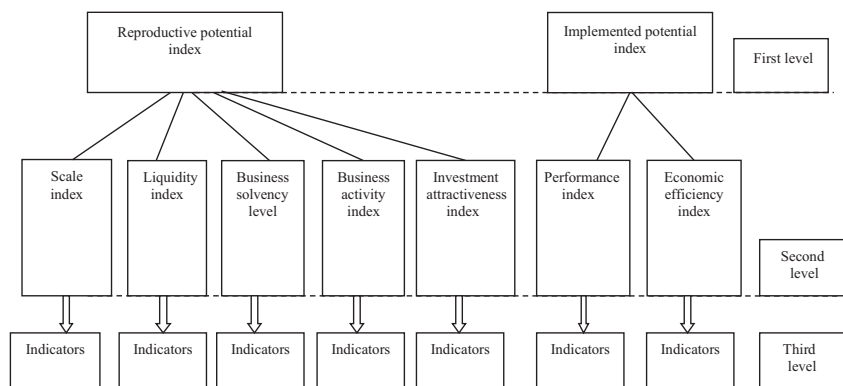 Reproductive potential
index
Implemented potential
index
First level
Scale
index
Liquidity
index
Business
solvency
level
Business
activity
index
Investment
attractiveness
index
Performance
index
Economic
efficiency
index
Second
level
Indicators
Indicators
Indicators
Indicators
Indicators
Indicators
Indicators
Third
level